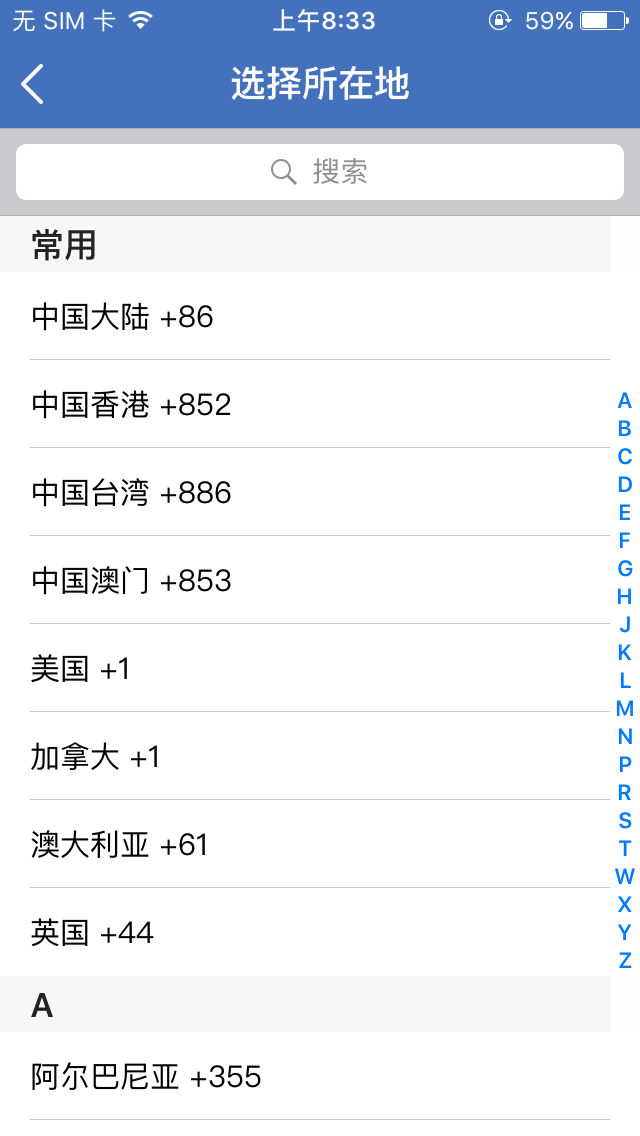 无 SIM 卡 上午8:33 59%
选择所在地
搜索
常用
中国大陆 +86
中国香港 +852
中国台湾 +886
中国澳门 +853
美国 +1
加拿大 +1
澳大利亚 +61
英国 +44
A
阿尔巴尼亚 +355
A
B
C
D
E
F
G
H
J
K
L
M
N
P
R
S
T
W
X
Y
Z